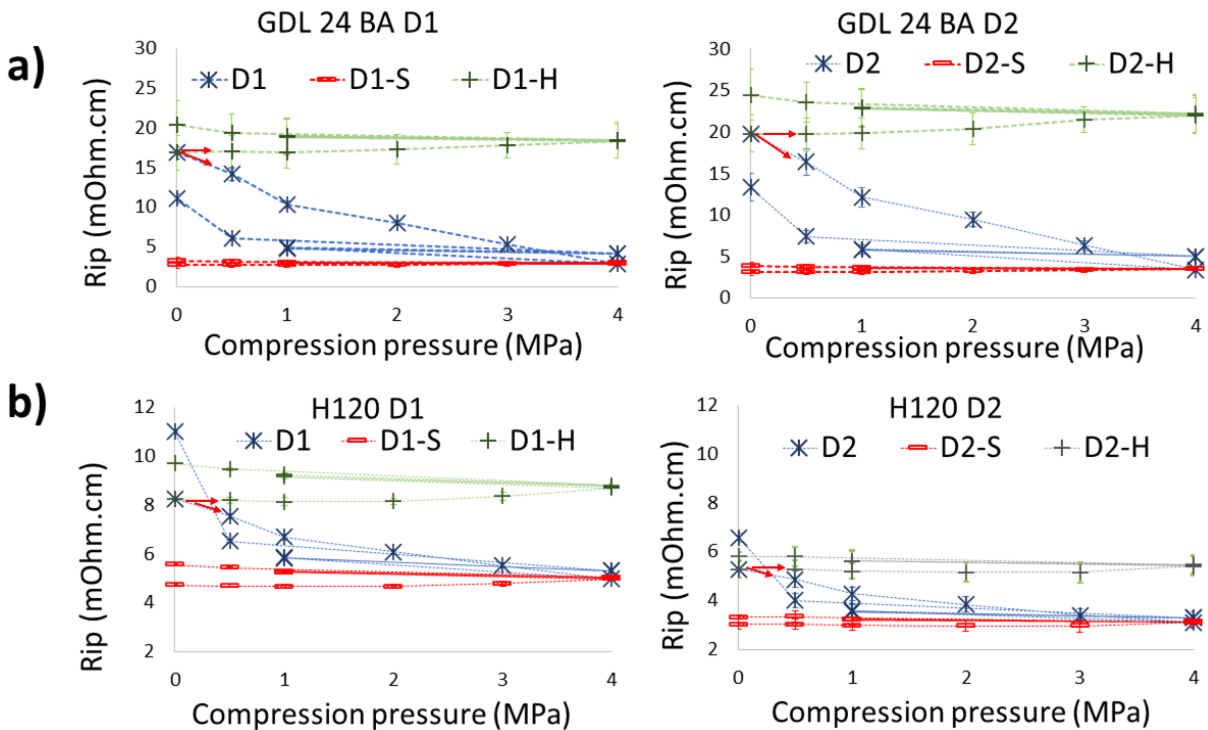 a)
GDL 24 BA D1
D1 D1-S D1-H
Rip (mOhm.cm)
30
25
20
15
10
5
0
0 1 2 3 4
Compression pressure (MPa)
GDL 24 BA D2
D2 D2-S D2-H
Rip (mOhm.cm)
30
25
20
15
10
5
0
0 1 2 3 4
Compression pressure (MPa)
b)
H120 D1
D1 D1-S D1-H
Rip (mOhm.cm)
12
10
8
6
4
2
0 1 2 3 4
Compression pressure (MPa)
H120 D2
D2 D2-S D2-H
Rip (mOhm.cm)
12
10
8
6
4
2
0 1 2 3 4
Compression pressure (MPa)